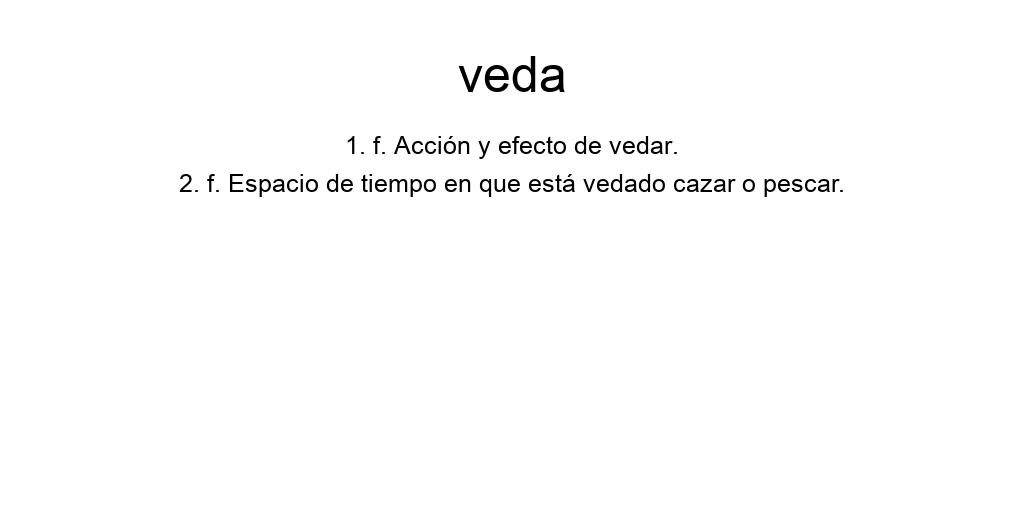 veda
1. f. Acción y efecto de vedar.
2. f. Espacio de tiempo en que está vedado cazar o pescar.